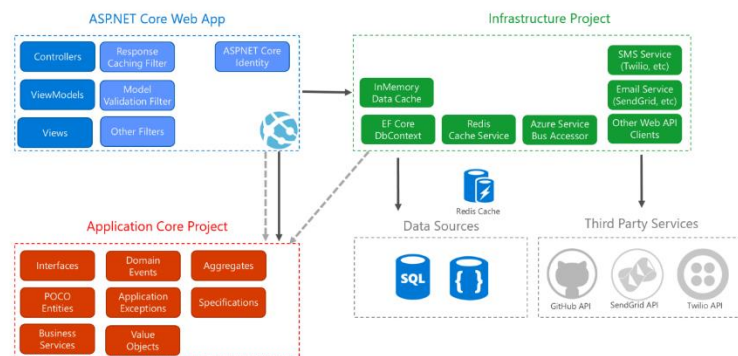 ASP.NET Core Web App
Controllers
Response
Caching Filter
ASP.NET Core
Identity
ViewModels
Model
Validation Filter
Views
Other Filters
Infrastructure Project
SMS Service
(Twilio, etc)
InMemory
Data Cache
Email Service
(SendGrid, etc)
EF Core
DbContext
Redis
Cache Service
Azure Service
Bus Accessor
Other Web API
Clients
Redis Cache
Application Core Project
Interfaces
Domain
Events
Aggregates
POCO
Entities
Application
Exceptions
Specifications
Business
Services
Value
Objects
Data Sources
SQL
{ }
Third Party Services
GitHub API
SendGrid API
Twilio API